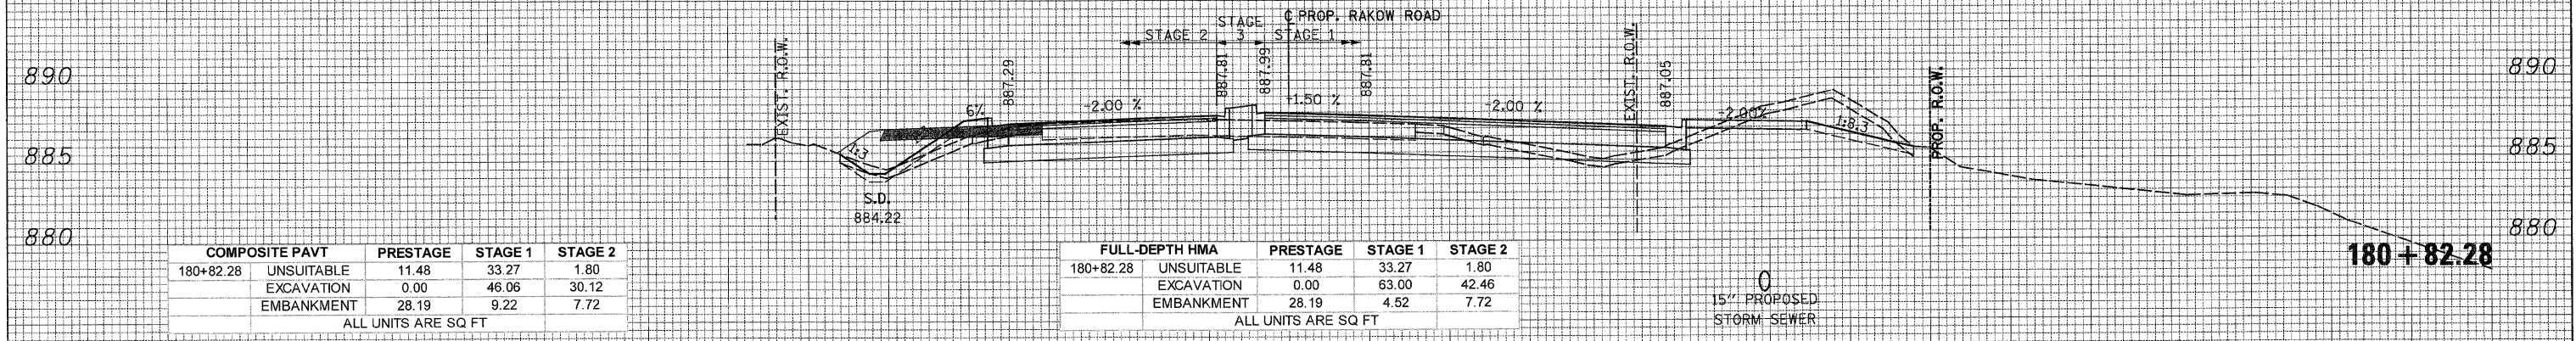 STAGE
℄ PROP. RAKOW ROAD
STAGE 2
3
STAGE 1
EXIST. R.O.W.
887.29
887.81
887.99
887.81
EXIST. R.O.W.
887.05
PROP. R.O.W.
890
890
6%
-2.00 %
-1.50 %
-2.00 %
-2.00%
1:3
1:8.3
885
885
S.D.
884.22
880
880
COMPOSITE PAVT PRESTAGE STAGE 1 STAGE 2
180+82.28 UNSUITABLE 11.48 33.27 1.80
EXCAVATION 0.00 46.06 30.12
EMBANKMENT 28.19 9.22 7.72
ALL UNITS ARE SQ FT
FULL-DEPTH HMA PRESTAGE STAGE 1 STAGE 2
180+82.28 UNSUITABLE 11.48 33.27 1.80
EXCAVATION 0.00 63.00 42.46
EMBANKMENT 28.19 4.52 7.72
ALL UNITS ARE SQ FT
15" PROPOSED
STORM SEWER
180 + 82.28